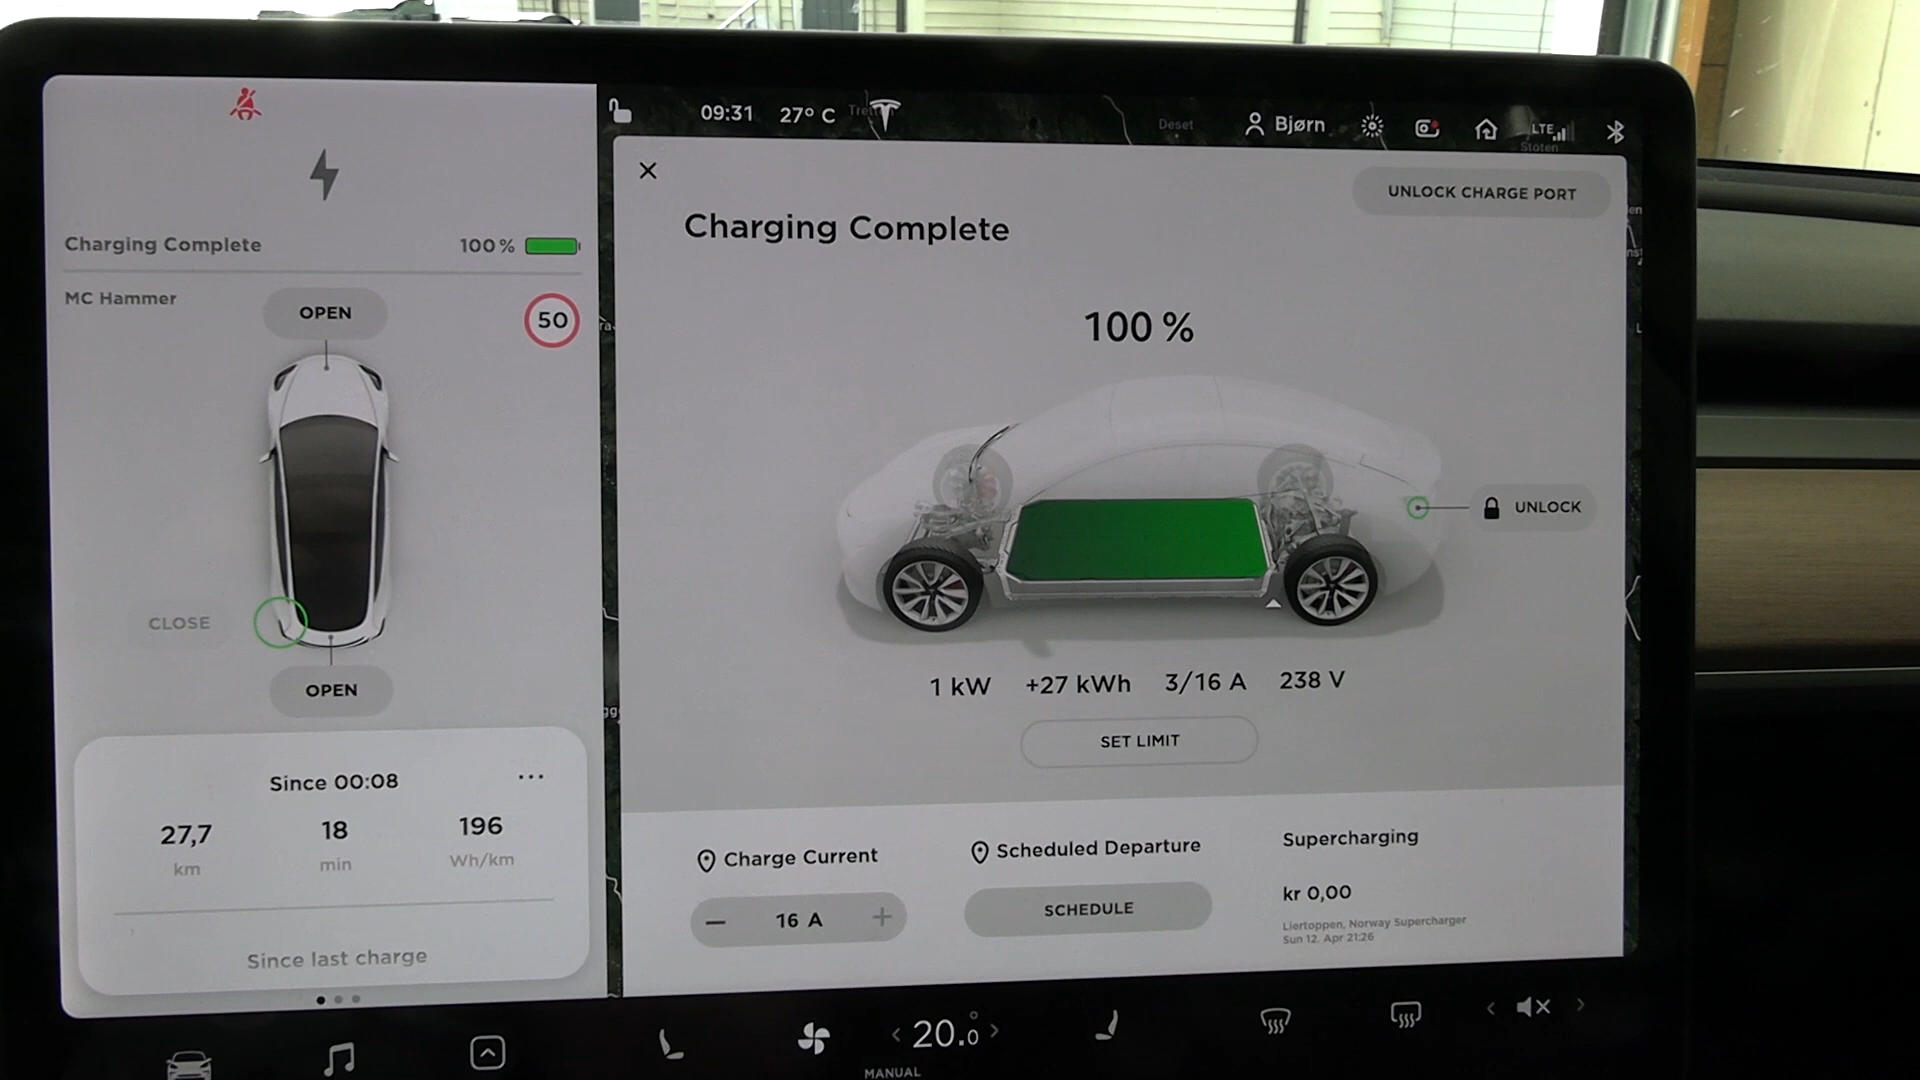 09:31 27° C
Deset
Bjørn
LTE
Stoten
UNLOCK CHARGE PORT
Charging Complete
Charging Complete 100 %
MC Hammer
OPEN
50
100 %
UNLOCK
CLOSE
OPEN
1 kW +27 kWh 3/16 A 238 V
SET LIMIT
Since 00:08 ...
27,7 18 196
km min Wh/km
Since last charge
Charge Current
16 A
Scheduled Departure
SCHEDULE
Supercharging
kr 0,00
Liertoppen, Norway Supercharger
Sun 12. Apr 21:26
20.0
MANUAL